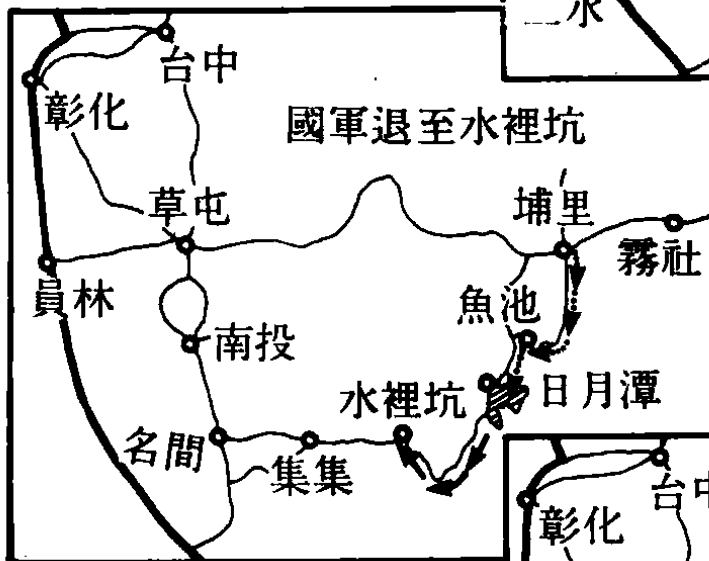 二水
台中
彰化
國軍退至水裡坑
草屯
埔里
霧社
員林
魚池
南投
水裡坑
日月潭
名間
集集
台中
彰化